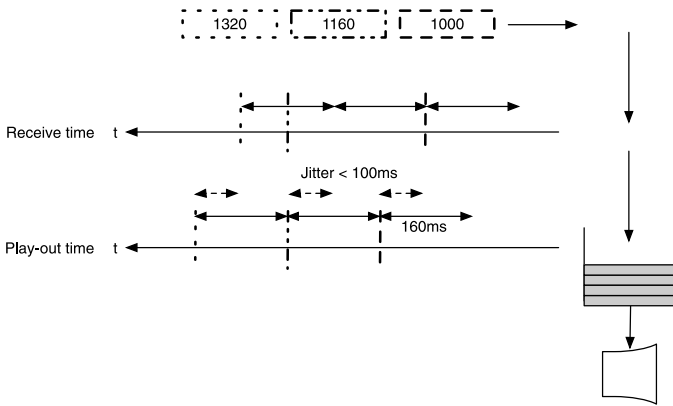 1320 1160 1000
Receive time t
Jitter < 100ms
160ms
Play-out time t